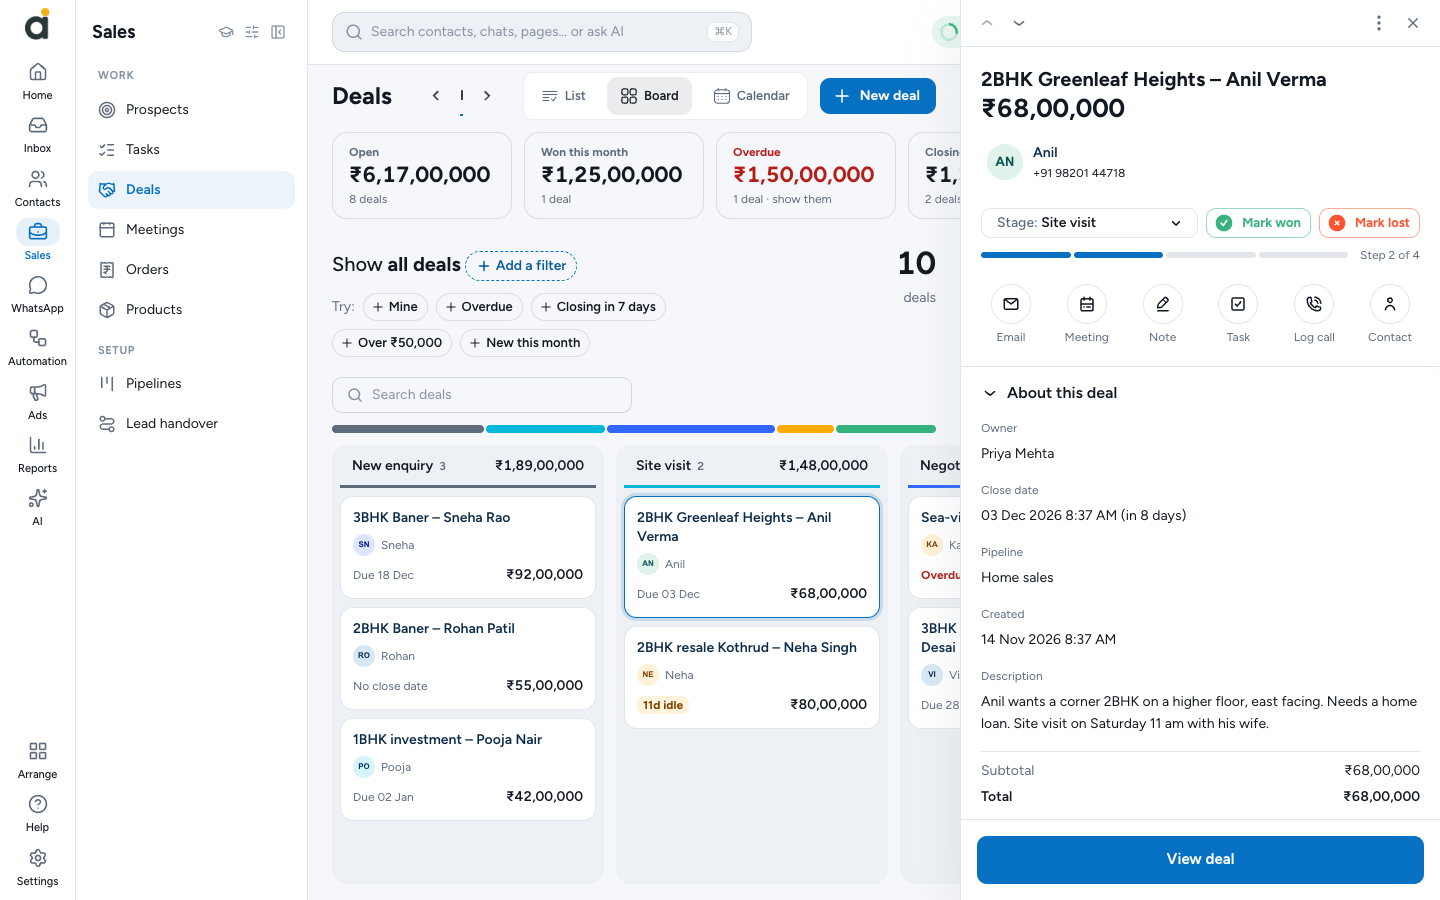 Home
Inbox
Contacts
Sales
WhatsApp
Automation
Ads
Reports
AI
Arrange
Help
Settings
Sales
WORK
Prospects
Tasks
Deals
Meetings
Orders
Products
SETUP
Pipelines
Lead handover
Search contacts, chats, pages... or ask AI
⌘K
Deals
List
Board
Calendar
New deal
Open
₹6,17,00,000
8 deals
Won this month
₹1,25,00,000
1 deal
Overdue
₹1,50,00,000
1 deal · show them
2 deals
Show all deals
Add a filter
10
deals
Try:
Mine
Overdue
Closing in 7 days
Over ₹50,000
New this month
Search deals
New enquiry 3 ₹1,89,00,000
3BHK Baner – Sneha Rao
SN Sneha
Due 18 Dec ₹92,00,000
2BHK Baner – Rohan Patil
RO Rohan
No close date ₹55,00,000
1BHK investment – Pooja Nair
PO Pooja
Due 02 Jan ₹42,00,000
Site visit 2 ₹1,48,00,000
2BHK Greenleaf Heights – Anil
Verma
AN Anil
Due 03 Dec ₹68,00,000
2BHK resale Kothrud – Neha Singh
NE Neha
11d idle ₹80,00,000
KA
3BHK
Desai
VI
Due 28
2BHK Greenleaf Heights – Anil Verma
₹68,00,000
AN
Anil
+91 98201 44718
Stage: Site visit
Mark won
Mark lost
Step 2 of 4
Email
Meeting
Note
Task
Log call
Contact
About this deal
Owner
Priya Mehta
Close date
03 Dec 2026 8:37 AM (in 8 days)
Pipeline
Home sales
Created
14 Nov 2026 8:37 AM
Description
Anil wants a corner 2BHK on a higher floor, east facing. Needs a home
loan. Site visit on Saturday 11 am with his wife.
Subtotal ₹68,00,000
Total ₹68,00,000
View deal